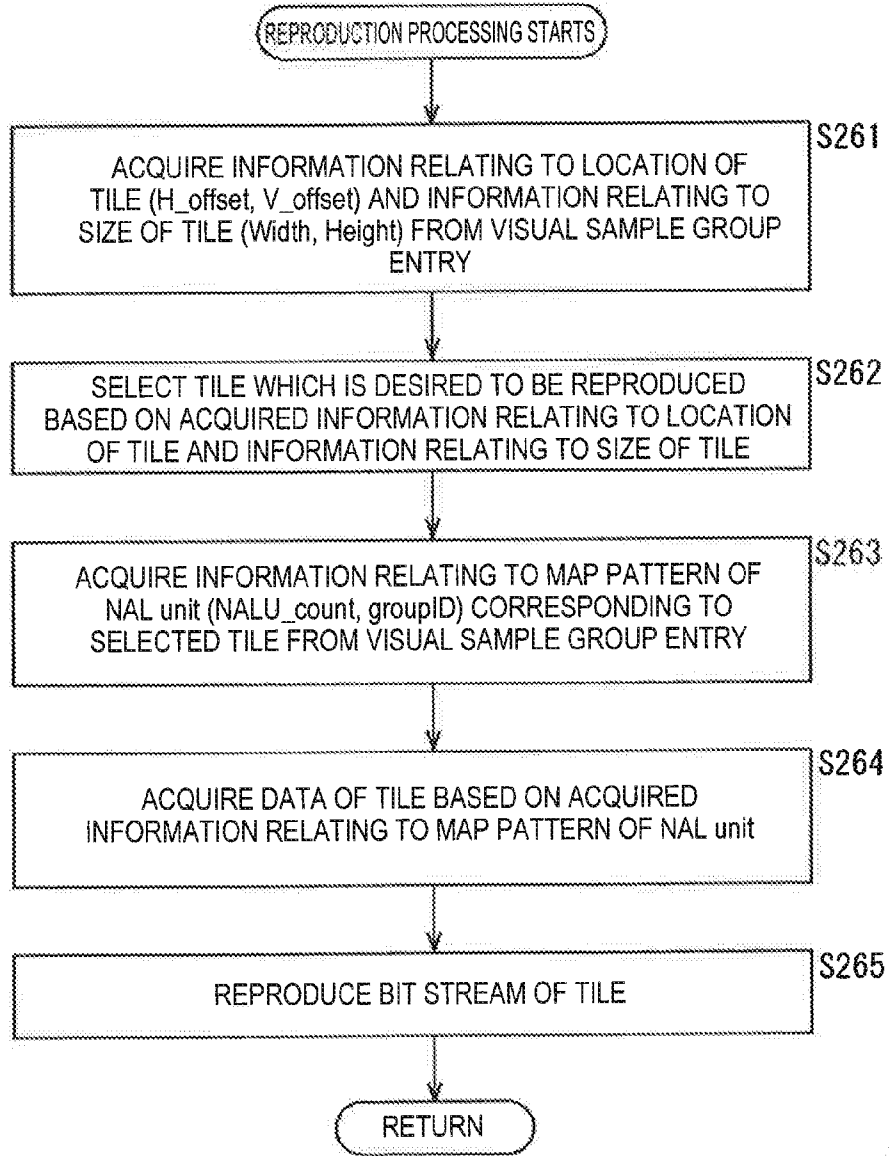 REPRODUCTION PROCESSING STARTS
S261
ACQUIRE INFORMATION RELATING TO LOCATION OF
TILE (H_offset, V_offset) AND INFORMATION RELATING TO
SIZE OF TILE (Width, Height) FROM VISUAL SAMPLE GROUP
ENTRY
S262
SELECT TILE WHICH IS DESIRED TO BE REPRODUCED
BASED ON ACQUIRED INFORMATION RELATING TO LOCATION
OF TILE AND INFORMATION RELATING TO SIZE OF TILE
S263
ACQUIRE INFORMATION RELATING TO MAP PATTERN OF
NAL unit (NALU_count, groupID) CORRESPONDING TO
SELECTED TILE FROM VISUAL SAMPLE GROUP ENTRY
S264
ACQUIRE DATA OF TILE BASED ON ACQUIRED
INFORMATION RELATING TO MAP PATTERN OF NAL unit
S265
REPRODUCE BIT STREAM OF TILE
RETURN